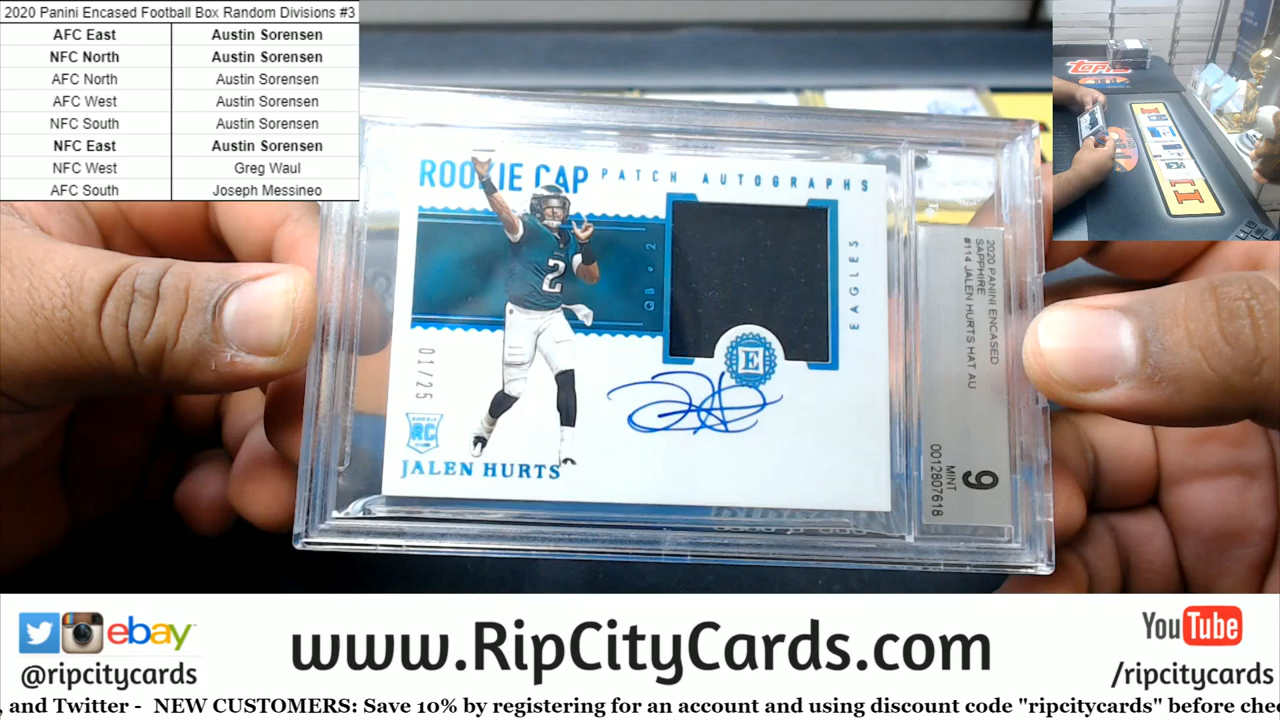 2020 Panini Encased Football Box Random Divisions #3
AFC East Austin Sorensen
NFC North Austin Sorensen
AFC North Austin Sorensen
AFC West Austin Sorensen
NFC South Austin Sorensen
NFC East Austin Sorensen
NFC West Greg Waul
AFC South Joseph Messineo
Topps
ROOKIE CAP PATCH AUTOGRAPHS
2
QB • 2
EAGLES
E
01/25
RC
JALEN HURTS
2020 PANINI ENCASED
SAPPHIRE
#114 JALEN HURTS HAT AU
9
MINT
0012807618
ebay
@ripcitycards
www.RipCityCards.com
YouTube
/ripcitycards
, and Twitter - NEW CUSTOMERS: Save 10% by registering for an account and using discount code "ripcitycards" before chec